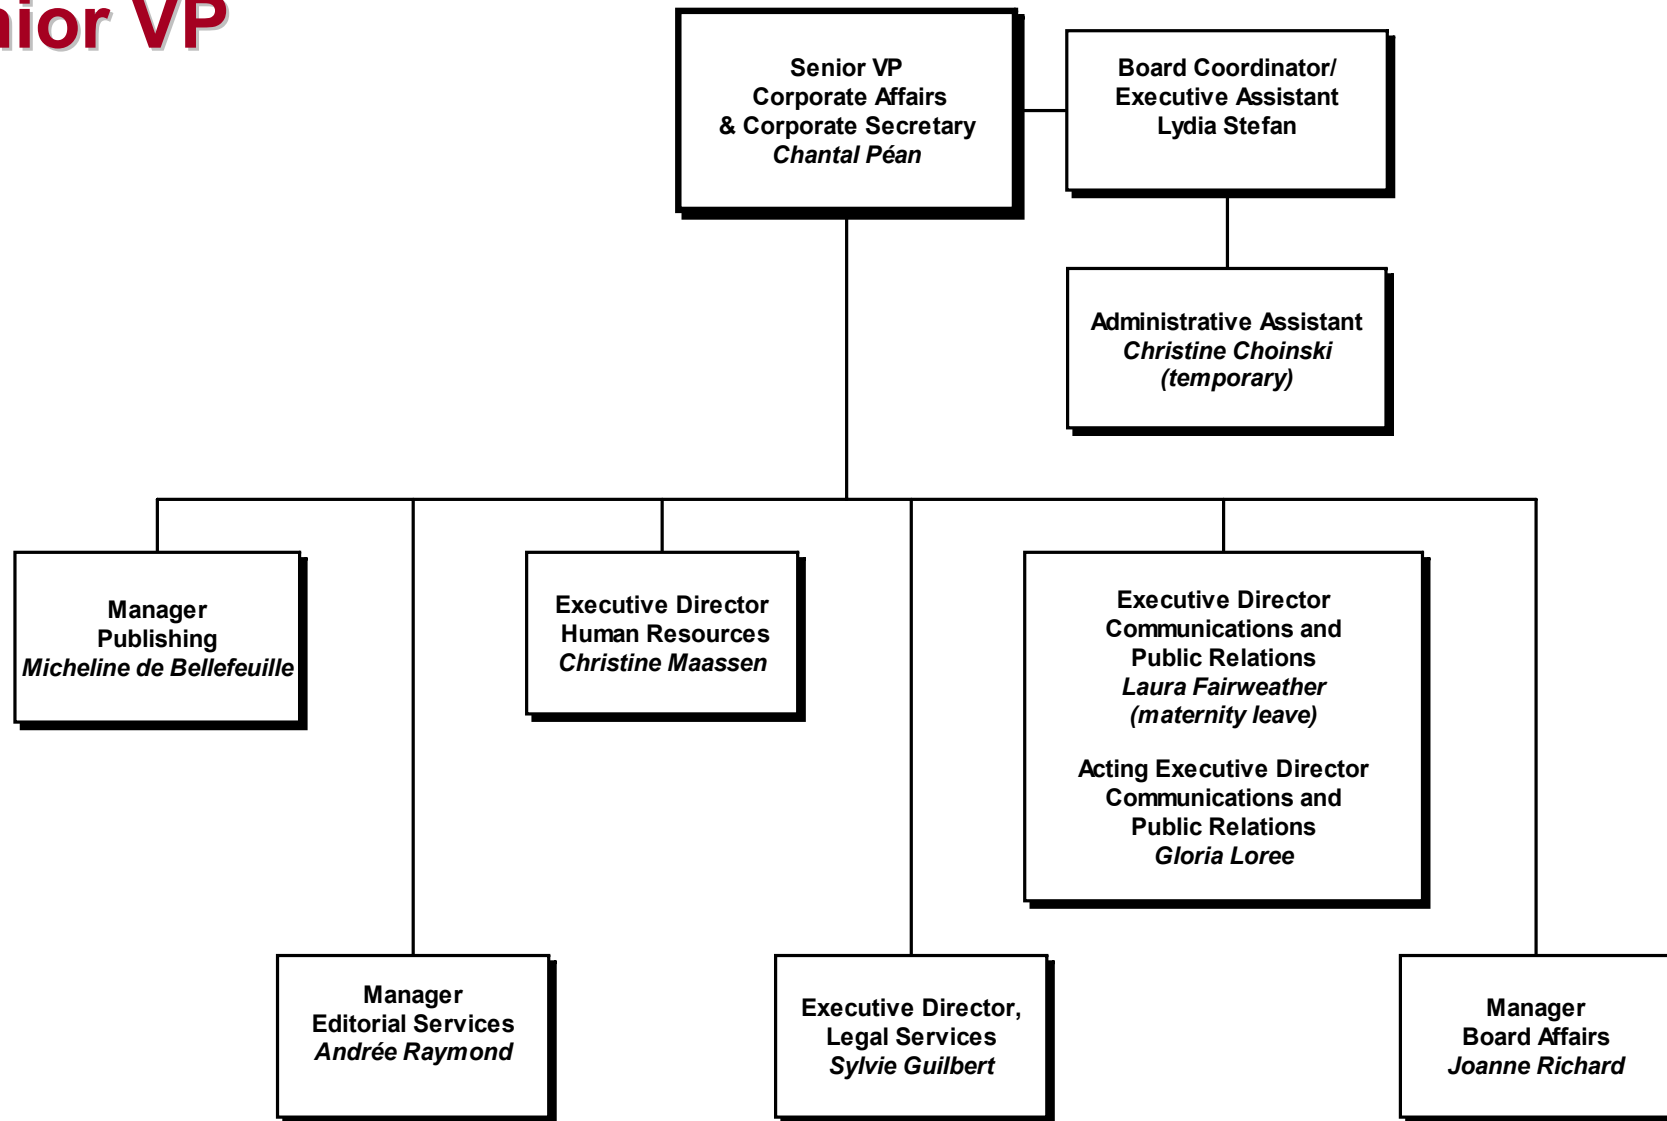 VP
Senior VP
Corporate Affairs
& Corporate Secretary
Chantal Péan
Board Coordinator/
Executive Assistant
Lydia Stefan
Administrative Assistant
Christine Choinski
(temporary)
Manager
Publishing
Micheline de Bellefeuille
Executive Director
Human Resources
Christine Maassen
Executive Director
Communications and
Public Relations
Laura Fairweather
(maternity leave)
Acting Executive Director
Communications and
Public Relations
Gloria Loree
Manager
Editorial Services
Andrée Raymond
Executive Director,
Legal Services
Sylvie Guilbert
Manager
Board Affairs
Joanne Richard